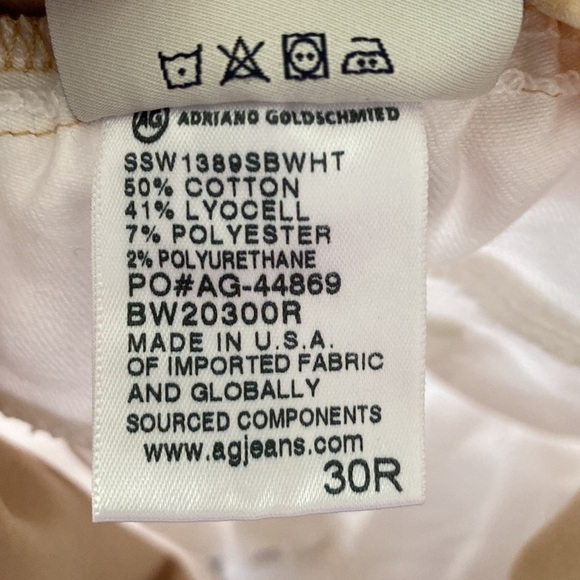 AG ADRIANO GOLDSCHMIED
SSW1389SBWHT
50% COTTON
41% LYOCELL
7% POLYESTER
2% POLYURETHANE
PO#AG-44869
BW20300R
MADE IN U.S.A.
OF IMPORTED FABRIC
AND GLOBALLY
SOURCED COMPONENTS
www.agjeans.com
30R